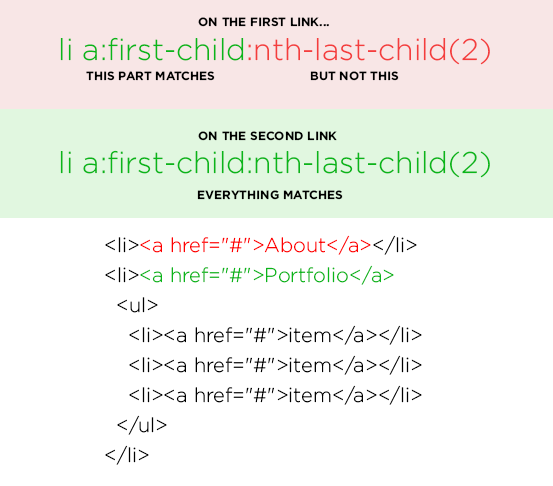 ON THE FIRST LINK...
li a:first-child:nth-last-child(2)
THIS PART MATCHES BUT NOT THIS
ON THE SECOND LINK
li a:first-child:nth-last-child(2)
EVERYTHING MATCHES
<li><a href="#">About</a></li>
<li><a href="#">Portfolio</a>
<ul>
<li><a href="#">item</a></li>
<li><a href="#">item</a></li>
<li><a href="#">item</a></li>
</ul>
</li>